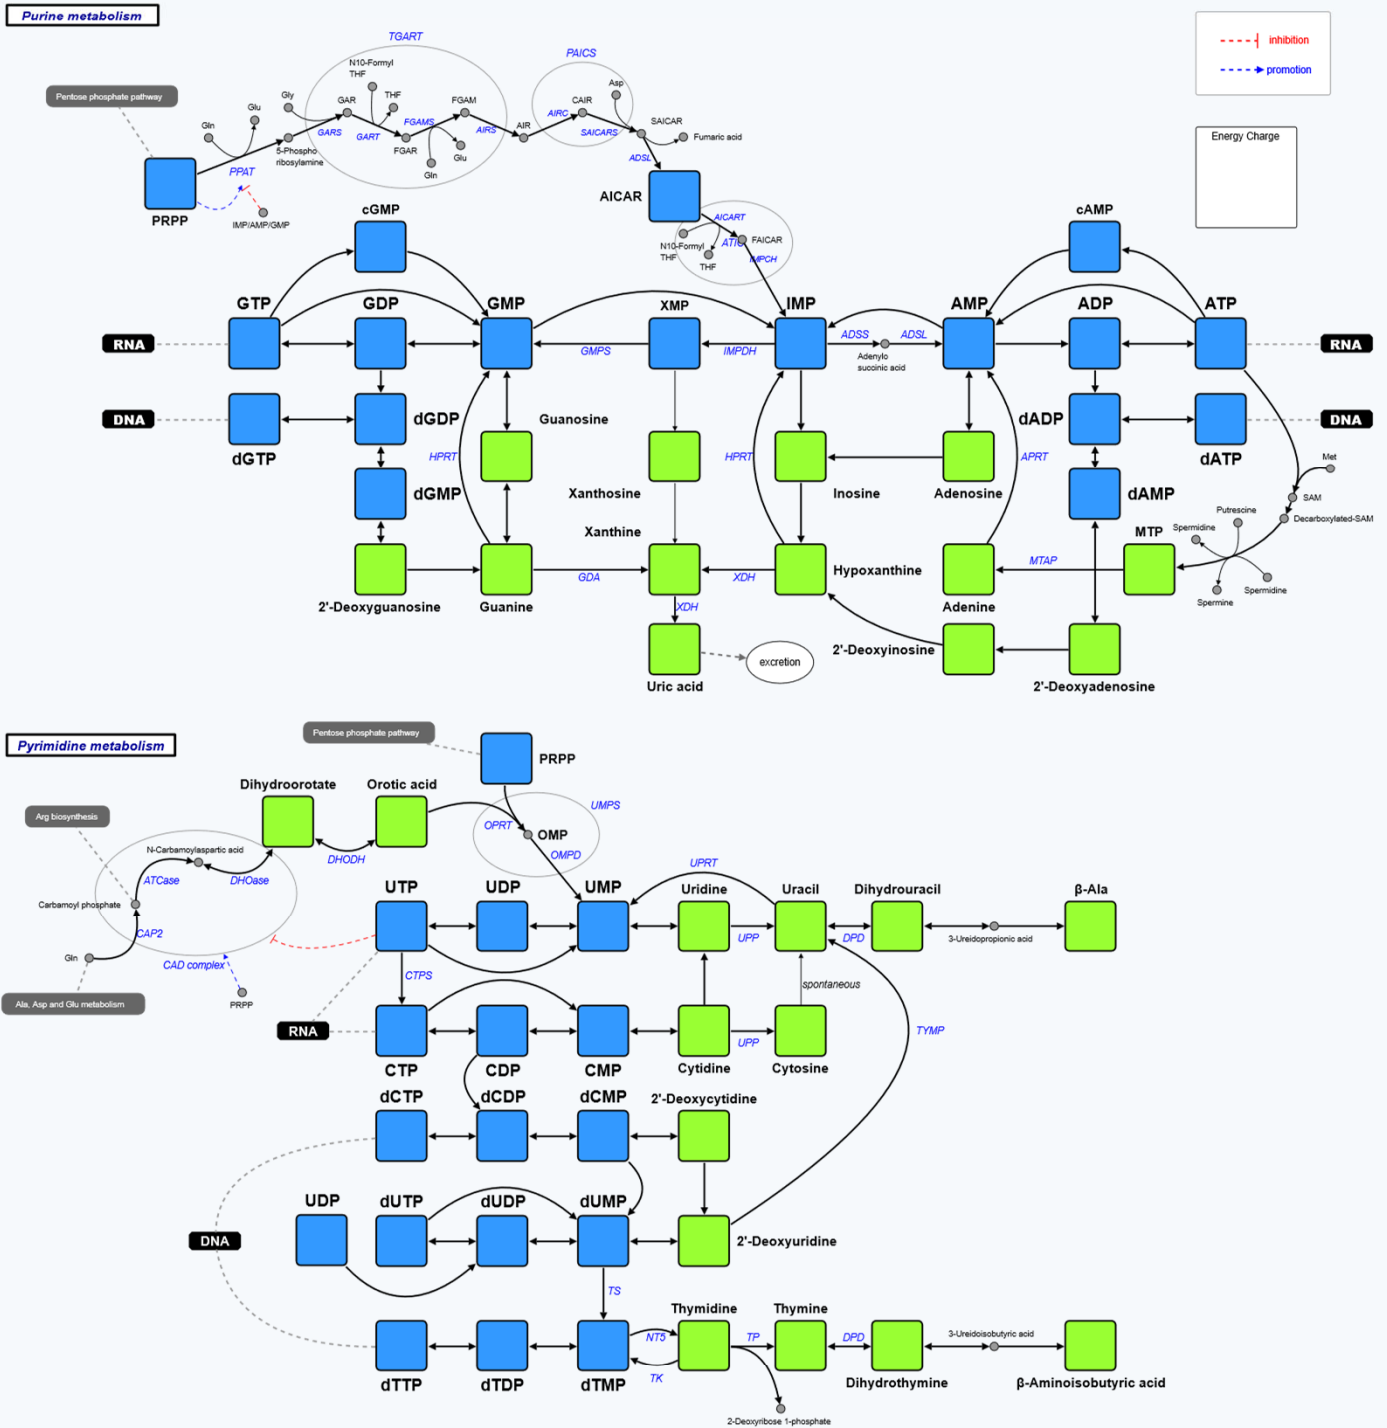 Purine metabolism
TGART
PAICS
inhibition
promotion
N10-Formyl
THF
Pentose phosphate pathway
Gly
GAR
THF
FGAM
Asp
CAIR
Glu
Gln
GARS
GART
FGAMS
AIRS
AIR
AIRC
SAICARS
SAICAR
Fumaric acid
Energy Charge
5-Phospho
ribosylamine
FGAR
Glu
Gln
ADSL
PPAT
PRPP
IMP/AMP/GMP
AICAR
AICART
ATIC
FAICAR
IMPCH
N10-Formyl
THF
THF
cGMP
cAMP
GTP
GDP
GMP
XMP
IMP
AMP
ADP
ATP
RNA
GMPS
IMPDH
ADSS
ADSL
Adenylo
succinic acid
RNA
DNA
dGDP
Guanosine
dADP
DNA
dGTP
HPRT
HPRT
APRT
dATP
Met
dGMP
Xanthosine
Inosine
Adenosine
dAMP
SAM
Decarboxylated-SAM
Putrescine
Spermidine
Xanthine
MTP
GDA
XDH
Hypoxanthine
MTAP
Spermine
Spermidine
2'-Deoxyguanosine
Guanine
XDH
Adenine
2'-Deoxyinosine
excretion
Uric acid
2'-Deoxyadenosine
Pyrimidine metabolism
Pentose phosphate pathway
PRPP
Dihydroorotate
Orotic acid
UMPS
Arg biosynthesis
OPRT
OMP
N-Carbamoylaspartic acid
DHODH
OMPD
ATCase
DHOase
UPRT
UTP
UDP
UMP
Uridine
Uracil
Dihydrouracil
β-Ala
Carbamoyl phosphate
CAP2
UPP
DPD
3-Ureidopropionic acid
Gln
CAD complex
CTPS
spontaneous
Ala, Asp and Glu metabolism
PRPP
RNA
UPP
TYMP
CTP
CDP
CMP
Cytidine
Cytosine
dCTP
dCDP
dCMP
2'-Deoxycytidine
UDP
dUTP
dUDP
dUMP
DNA
2'-Deoxyuridine
TS
Thymidine
Thymine
NT5
TP
DPD
3-Ureidoisobutyric acid
TK
dTTP
dTDP
dTMP
Dihydrothymine
β-Aminoisobutyric acid
2-Deoxyribose 1-phosphate